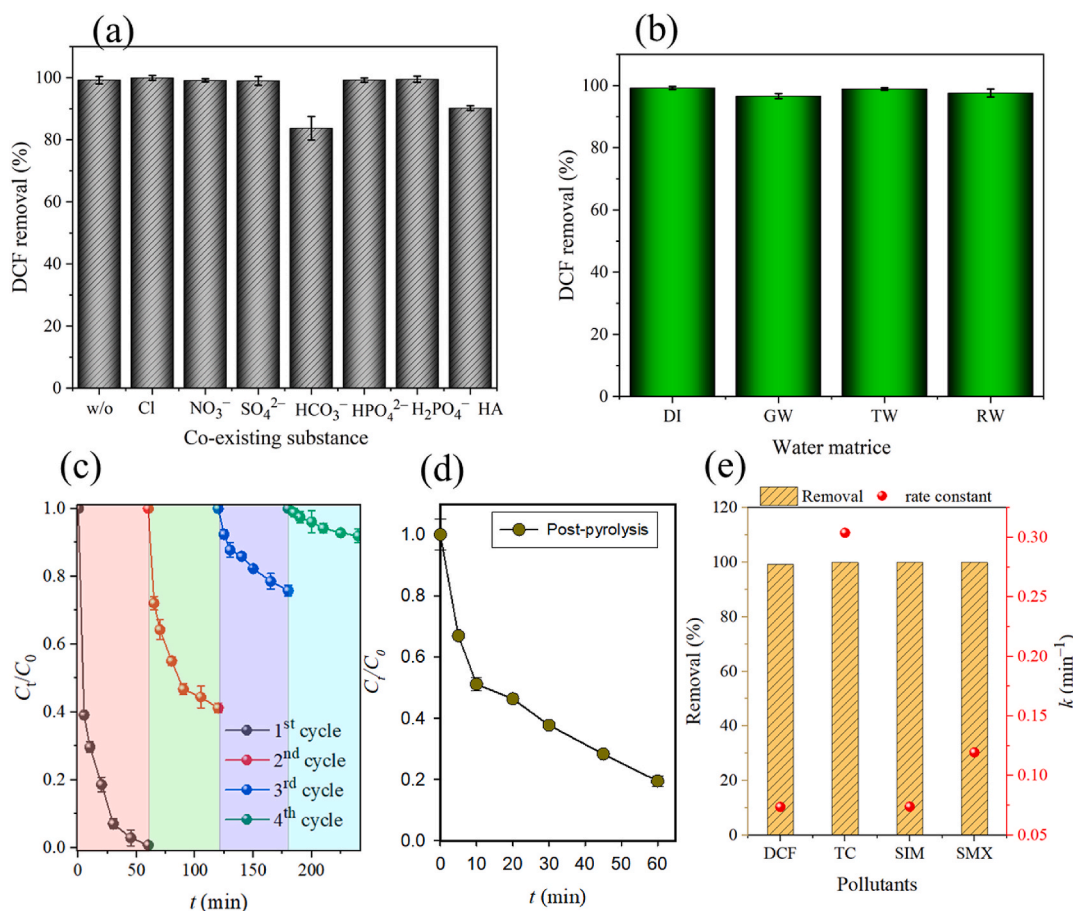 (a)
DCF removal (%)
100
80
60
40
20
0
w/o Cl NO₃⁻ SO₄²⁻ HCO₃⁻ HPO₄²⁻ H₂PO₄⁻ HA
Co-existing substance
(b)
DCF removal (%)
100
80
60
40
20
0
DI GW TW RW
Water matrice
(c)
Cₜ/C₀
1.0
0.8
0.6
0.4
0.2
0.0
1ˢᵗ cycle
2ⁿᵈ cycle
3ʳᵈ cycle
4ᵗʰ cycle
0 50 100 150 200
t (min)
(d)
Cₜ/C₀
Post-pyrolysis
1.0
0.8
0.6
0.4
0.2
0.0
0 10 20 30 40 50 60
t (min)
(e)
Removal rate constant
Removal (%)
120
100
80
60
40
20
0
0.30
0.25
0.20
0.15
0.10
0.05
k (min⁻¹)
DCF TC SIM SMX
Pollutants